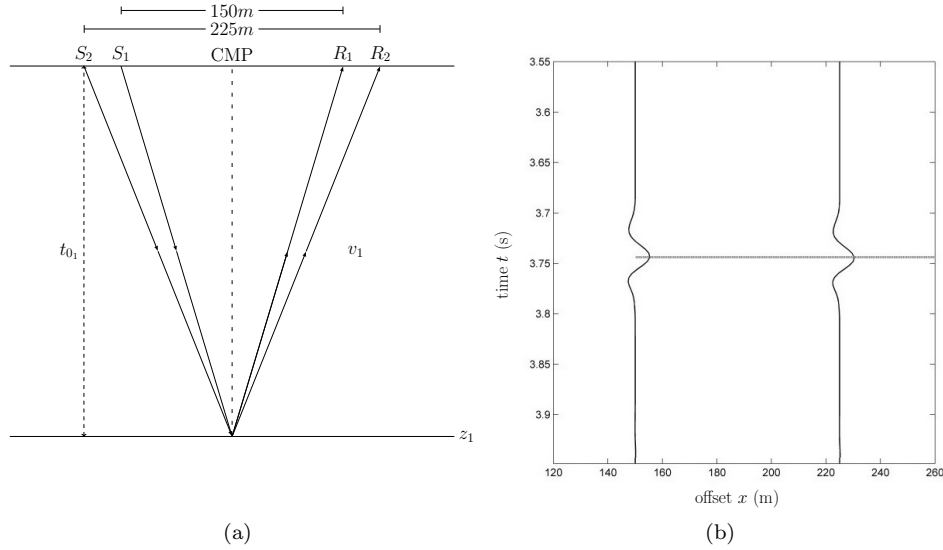 150m
225m
S2 S1 CMP R1 R2
t01 v1
z1
(a)
3.55
3.6
3.65
3.7
3.75
3.8
3.85
3.9
time t (s)
120 140 160 180 200 220 240 260
offset x (m)
(b)